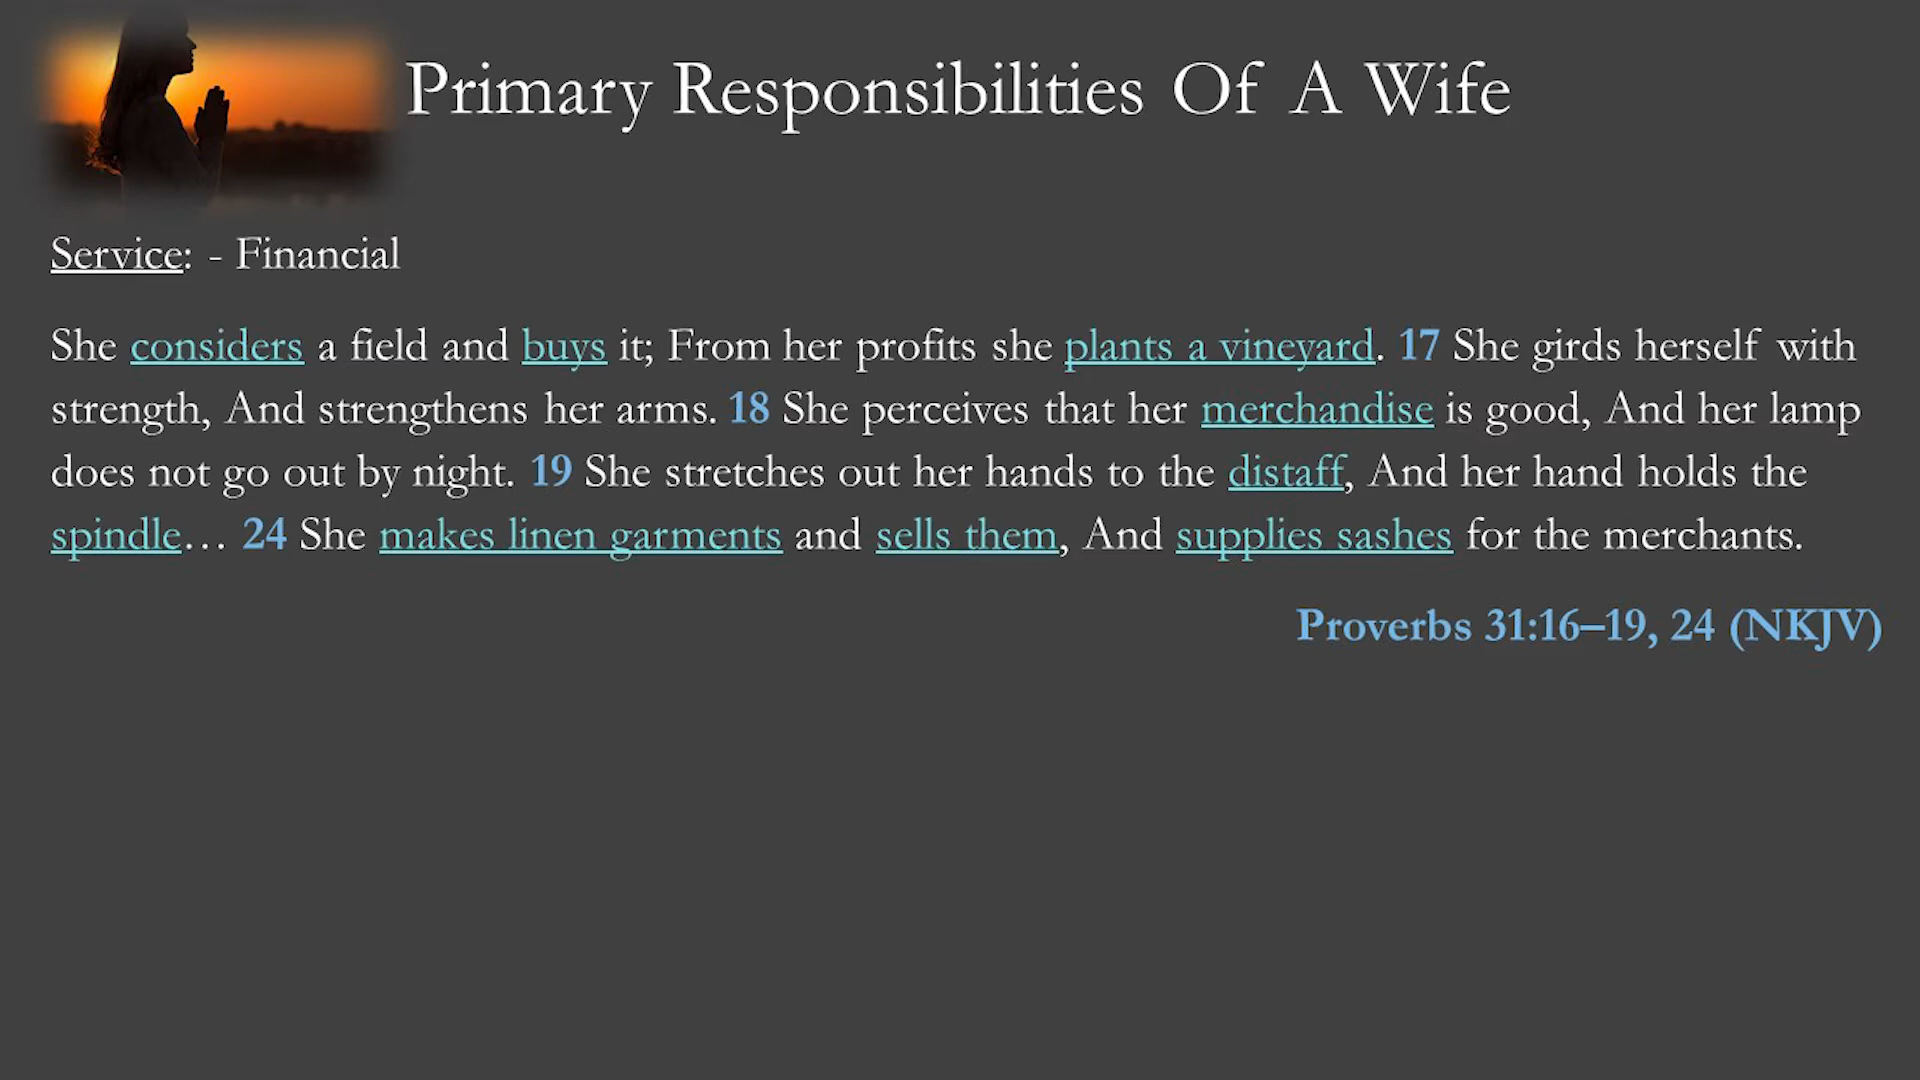 Primary Responsibilities Of A Wife
Service: - Financial
She considers a field and buys it; From her profits she plants a vineyard. 17 She girds herself with
strength, And strengthens her arms. 18 She perceives that her merchandise is good, And her lamp
does not go out by night. 19 She stretches out her hands to the distaff, And her hand holds the
spindle… 24 She makes linen garments and sells them, And supplies sashes for the merchants.
Proverbs 31:16–19, 24 (NKJV)